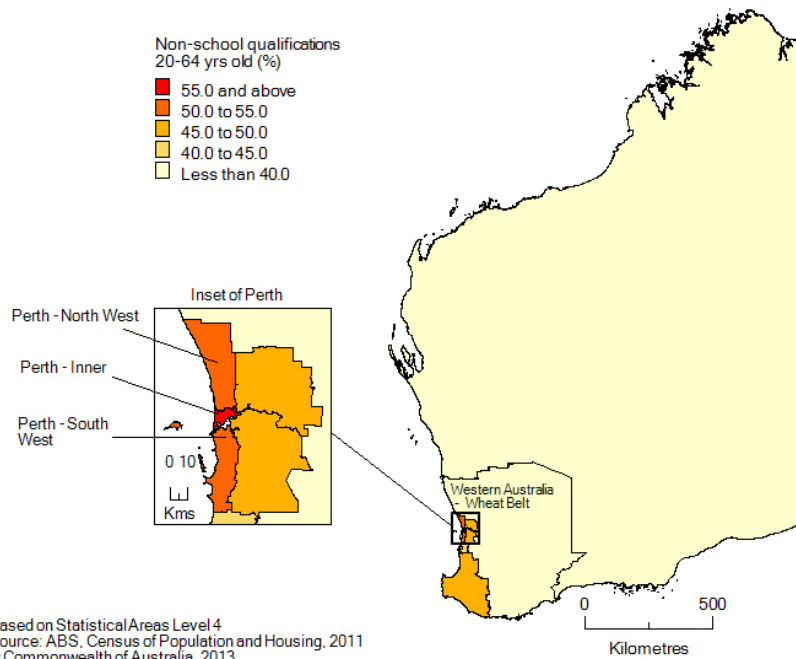 Non-school qualifications
20-64 yrs old (%)
55.0 and above
50.0 to 55.0
45.0 to 50.0
40.0 to 45.0
Less than 40.0
Inset of Perth
Perth - North West
Perth - Inner
Perth - South
West
0 10
Kms
Western Australia
- Wheat Belt
0 500
Kilometres
ased on Statistical Areas Level 4
ource: ABS, Census of Population and Housing, 2011
Commonwealth of Australia, 2013